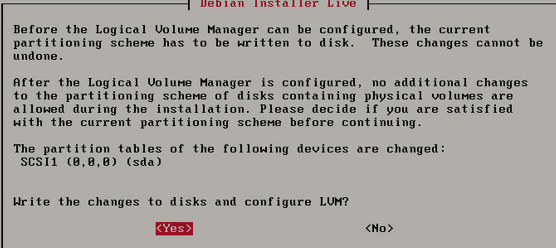 Debian Installer Live
Before the Logical Volume Manager can be configured, the current
partitioning scheme has to be written to disk.  These changes cannot be
undone.
After the Logical Volume Manager is configured, no additional changes
to the partitioning scheme of disks containing physical volumes are
allowed during the installation. Please decide if you are satisfied
with the current partitioning scheme before continuing.
The partition tables of the following devices are changed:
SCSI1 (0,0,0) (sda)
Write the changes to disks and configure LVM?
<Yes> <No>